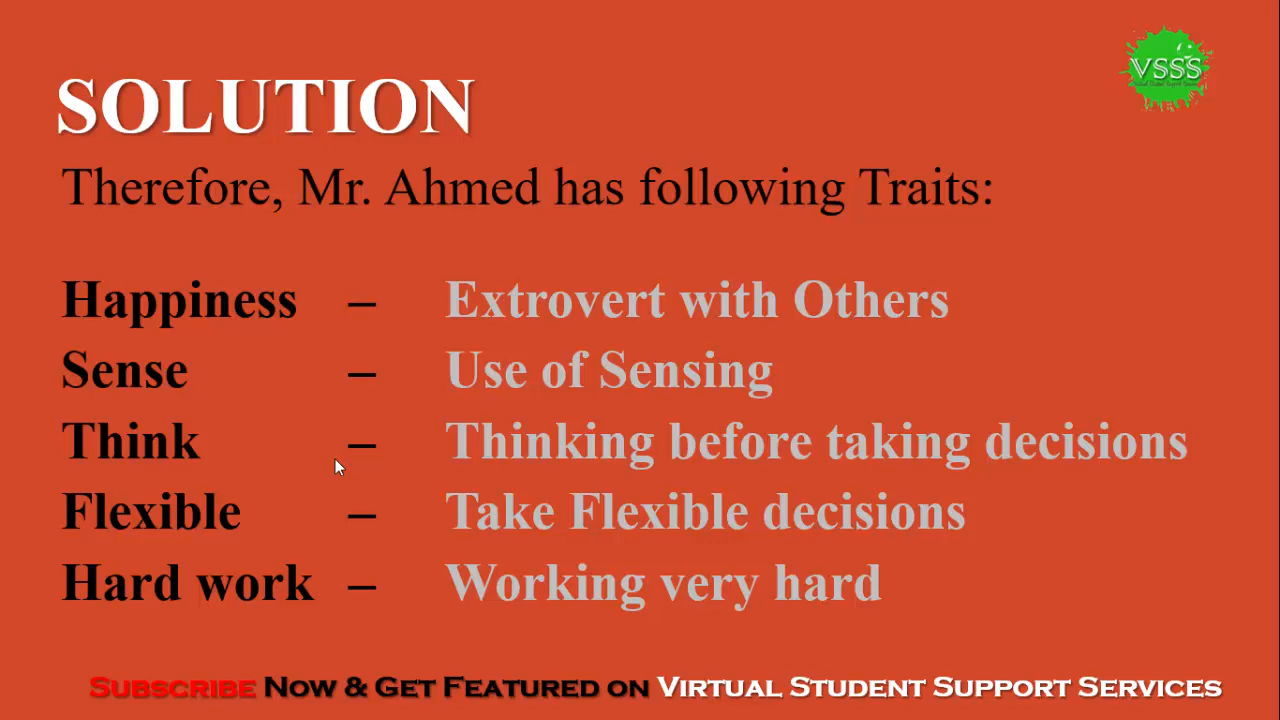 VSSS
SOLUTION
Therefore, Mr. Ahmed has following Traits:
Happiness – Extrovert with Others
Sense – Use of Sensing
Think – Thinking before taking decisions
Flexible – Take Flexible decisions
Hard work – Working very hard
SUBSCRIBE NOW & GET FEATURED ON VIRTUAL STUDENT SUPPORT SERVICES